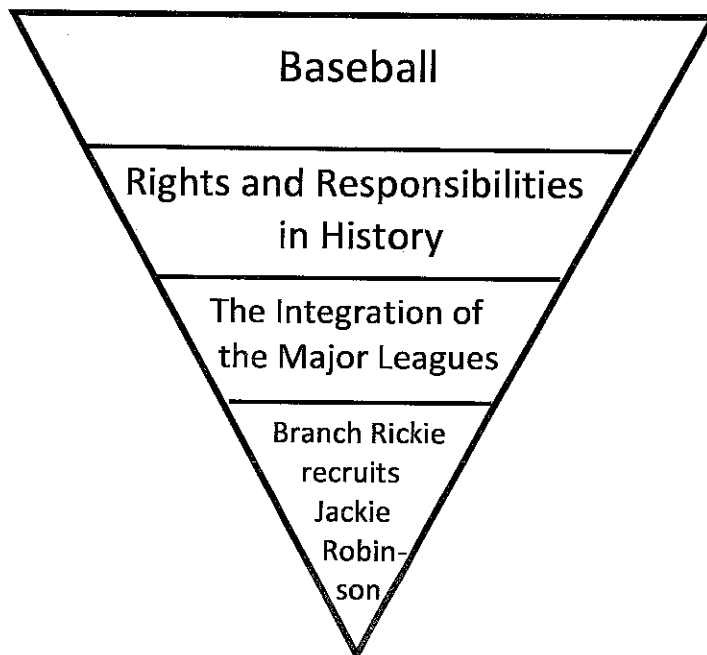 Baseball
Rights and Responsibilities
in History
The Integration of
the Major Leagues
Branch Rickie
recruits
Jackie
Robin-
son